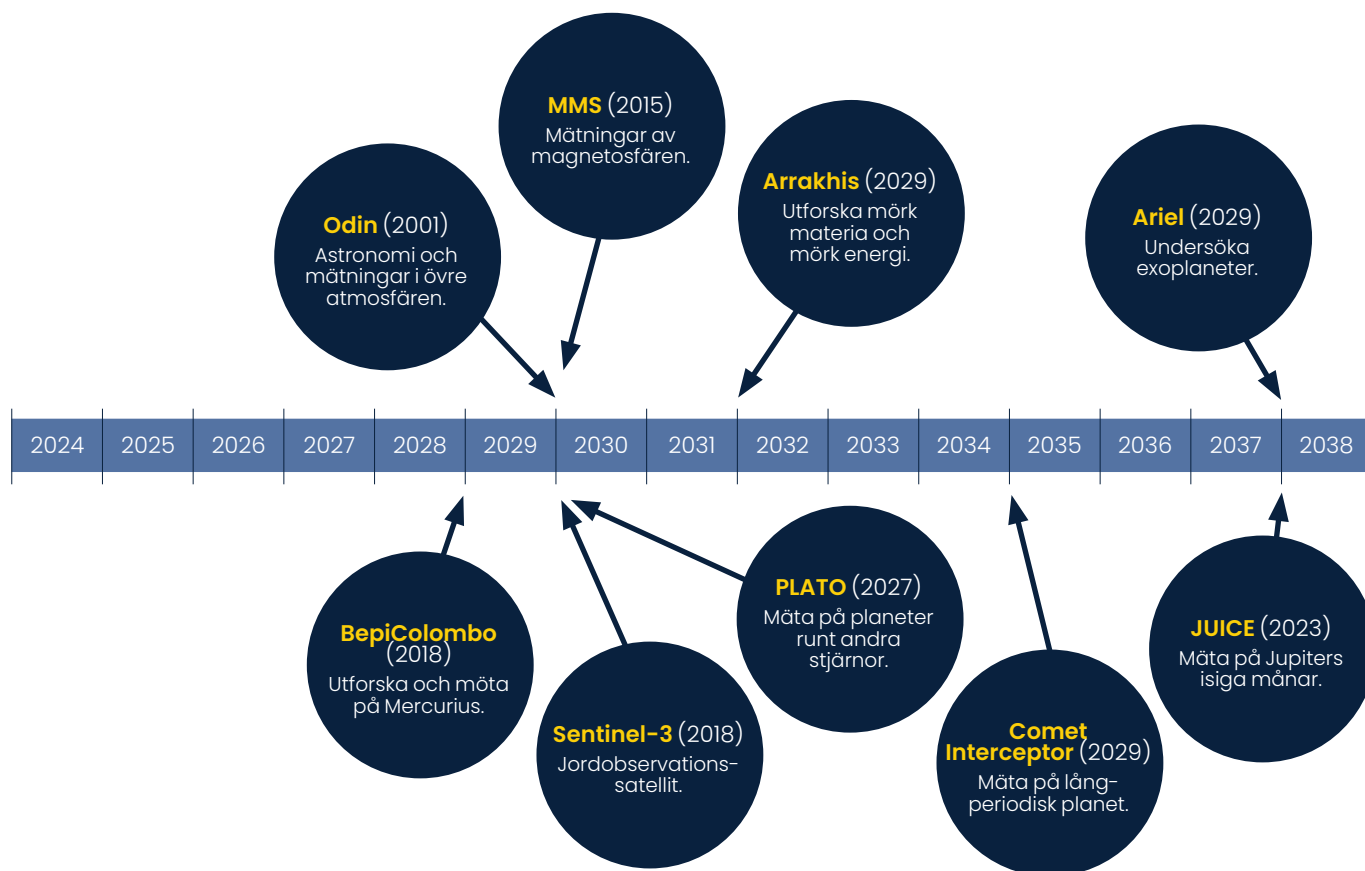 MMS (2015)
Mätningar av
magnetosfären.
Arrakhis (2029)
Utforska mörk
materia och
mörk energi.
Ariel (2029)
Undersöka
exoplaneter.
Odin (2001)
Astronomi och
mätningar i övre
atmosfären.
2024 2025 2026 2027 2028 2029 2030 2031 2032 2033 2034 2035 2036 2037 2038
BepiColombo
(2018)
Utforska och möta
på Mercurius.
Sentinel-3 (2018)
Jordobservations-
satellit.
PLATO (2027)
Mäta på planeter
runt andra
stjärnor.
Comet
Interceptor (2029)
Mäta på lång-
periodisk planet.
JUICE (2023)
Mäta på Jupiters
isiga månar.